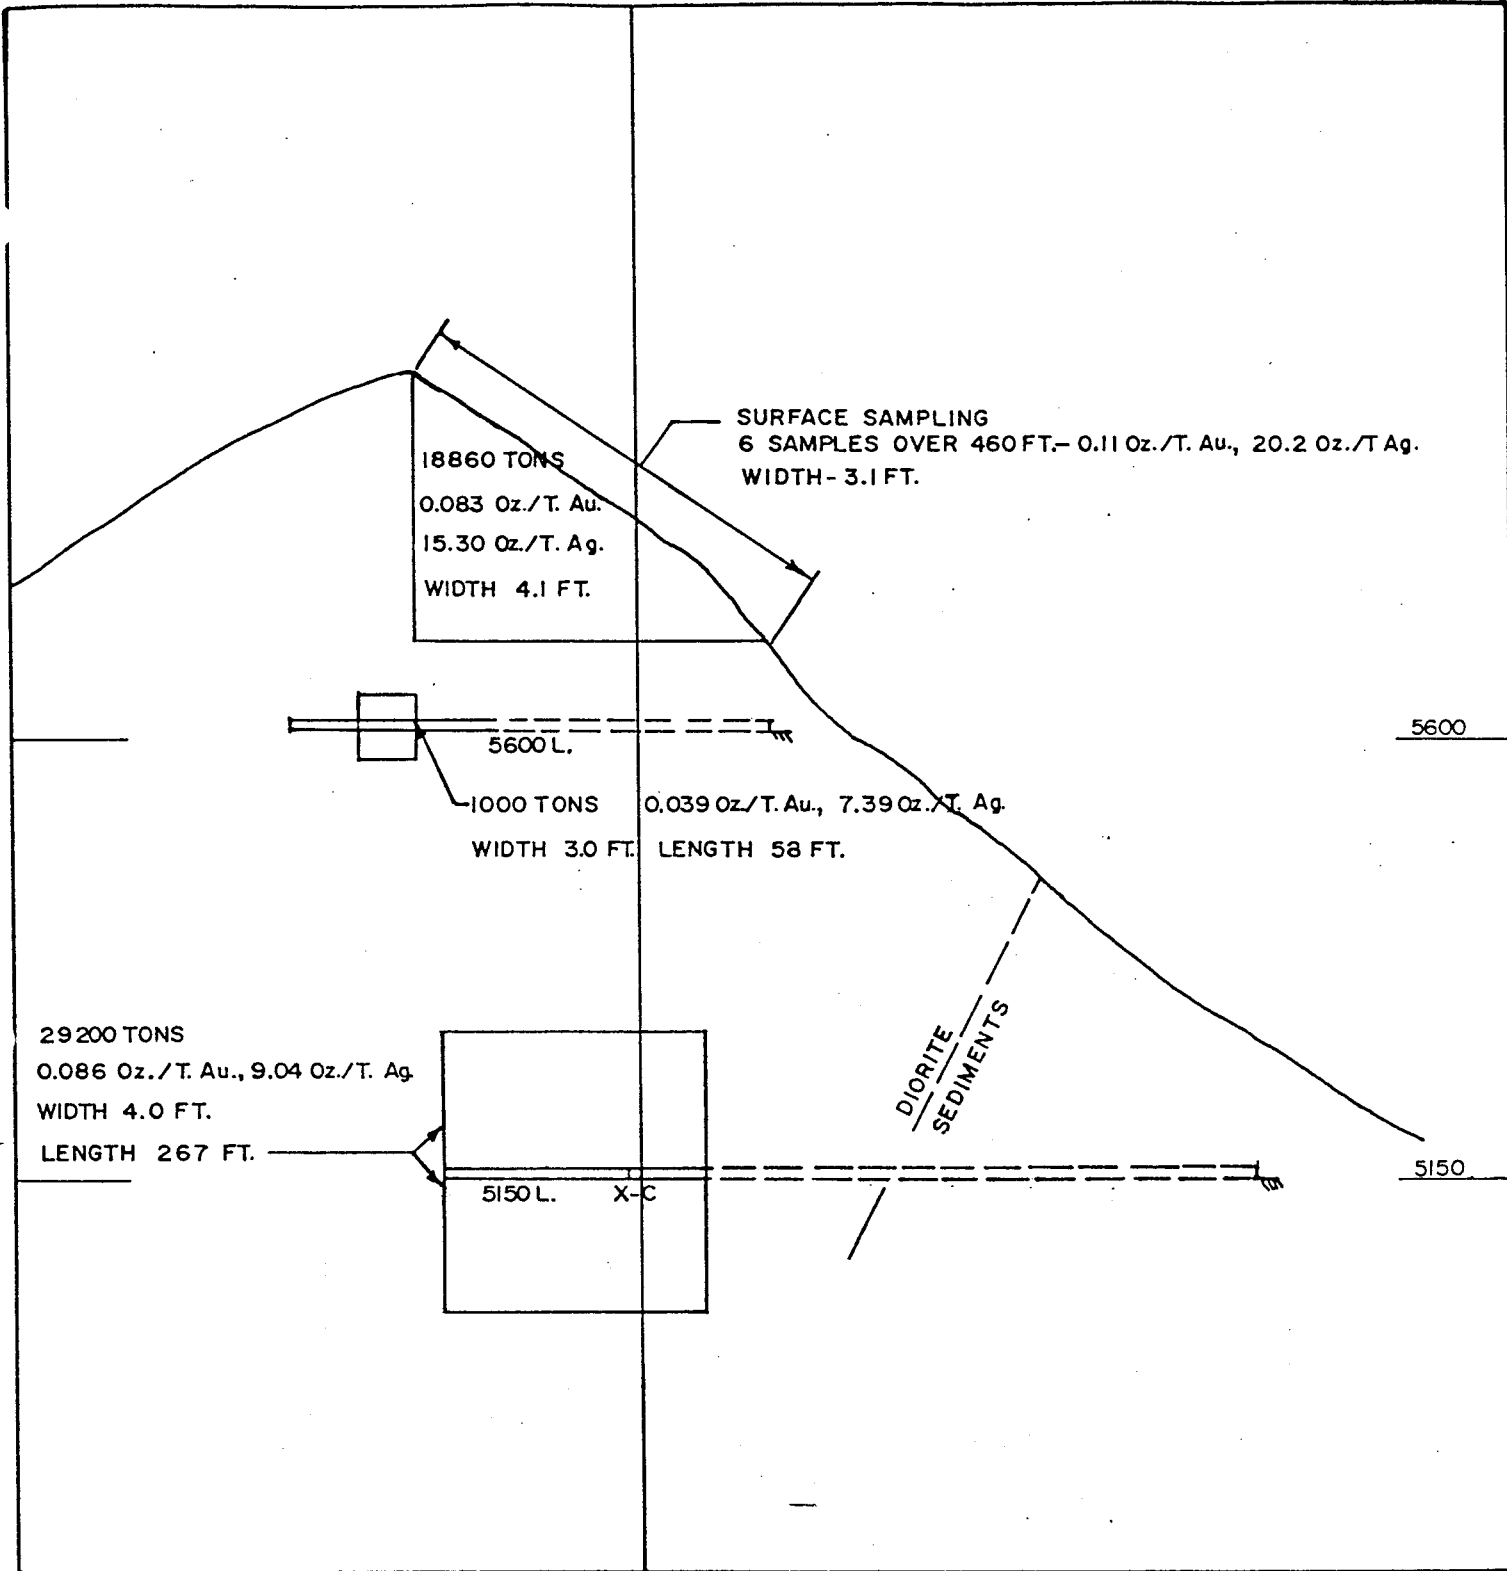 SURFACE SAMPLING
6 SAMPLES OVER 460 FT.- 0.11 Oz./T. Au., 20.2 Oz./T Ag.
WIDTH- 3.1 FT.
18860 TONS
0.083 Oz./T. Au.
15.30 Oz./T. Ag.
WIDTH 4.1 FT.
5600
5600 L.
1000 TONS 0.039 Oz./T. Au., 7.39 Oz./T. Ag.
WIDTH 3.0 FT. LENGTH 58 FT.
29200 TONS
0.086 Oz./T. Au., 9.04 Oz./T. Ag.
WIDTH 4.0 FT.
LENGTH 267 FT.
DIORITE
SEDIMENTS
5150
5150 L. X-C